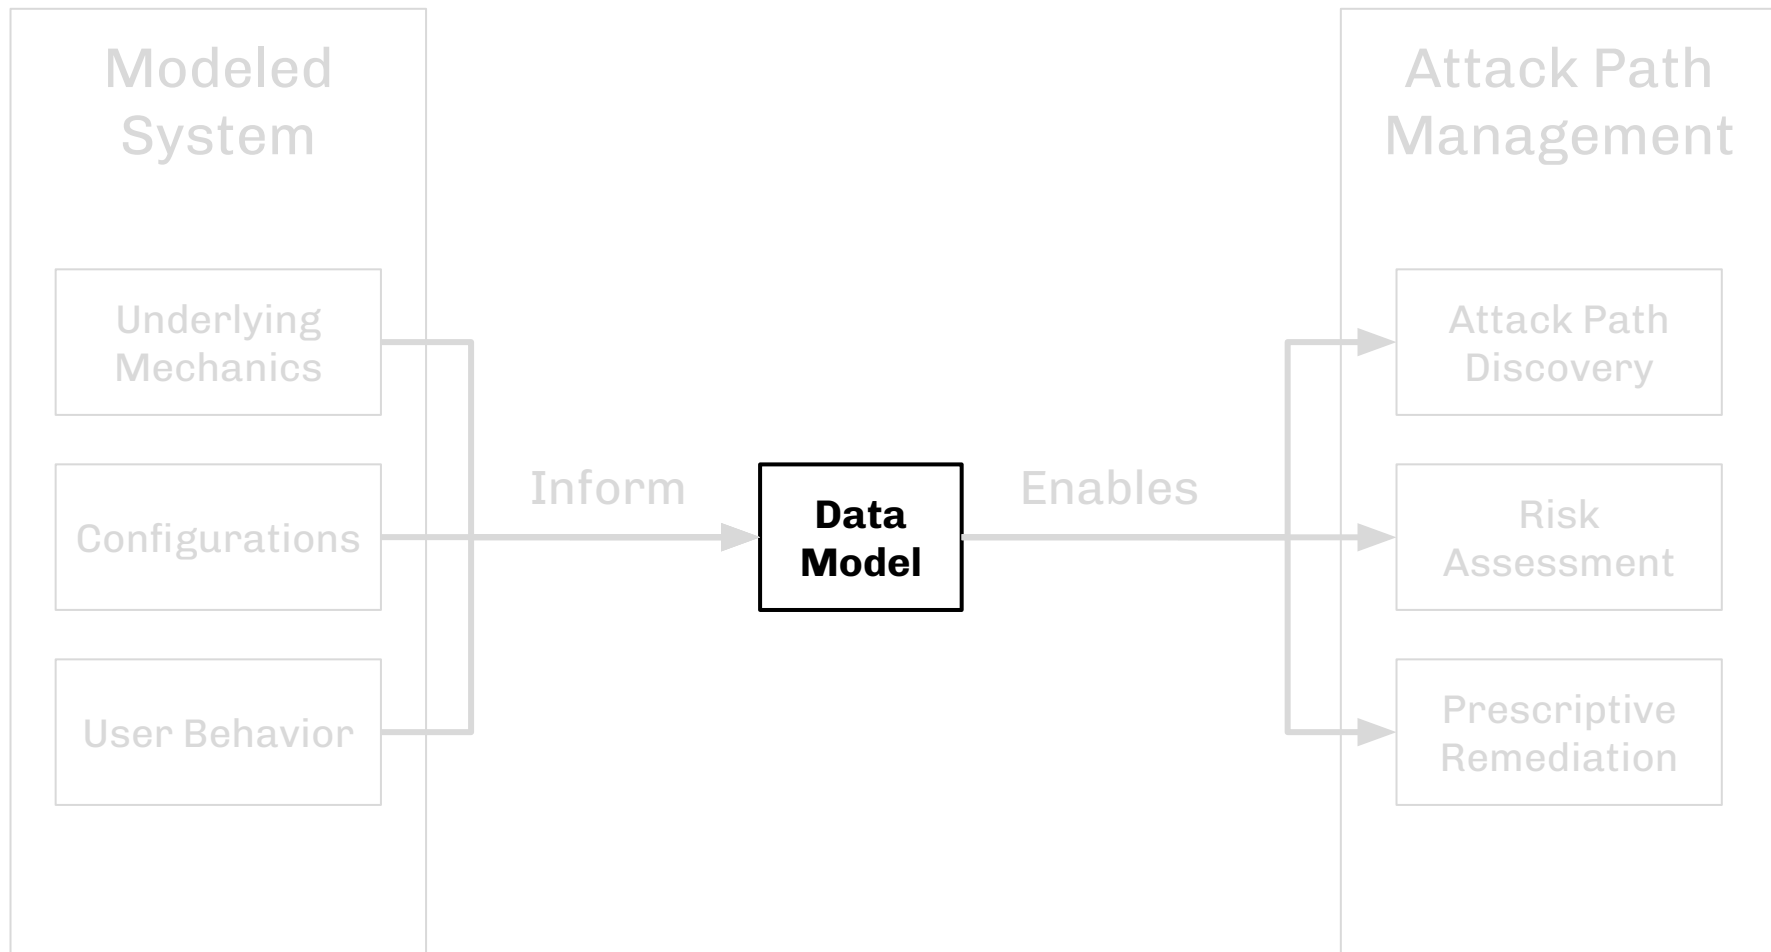 Modeled
System
Underlying
Mechanics
Configurations
User Behavior
Inform
Data
Model
Enables
Attack Path
Management
Attack Path
Discovery
Risk
Assessment
Prescriptive
Remediation